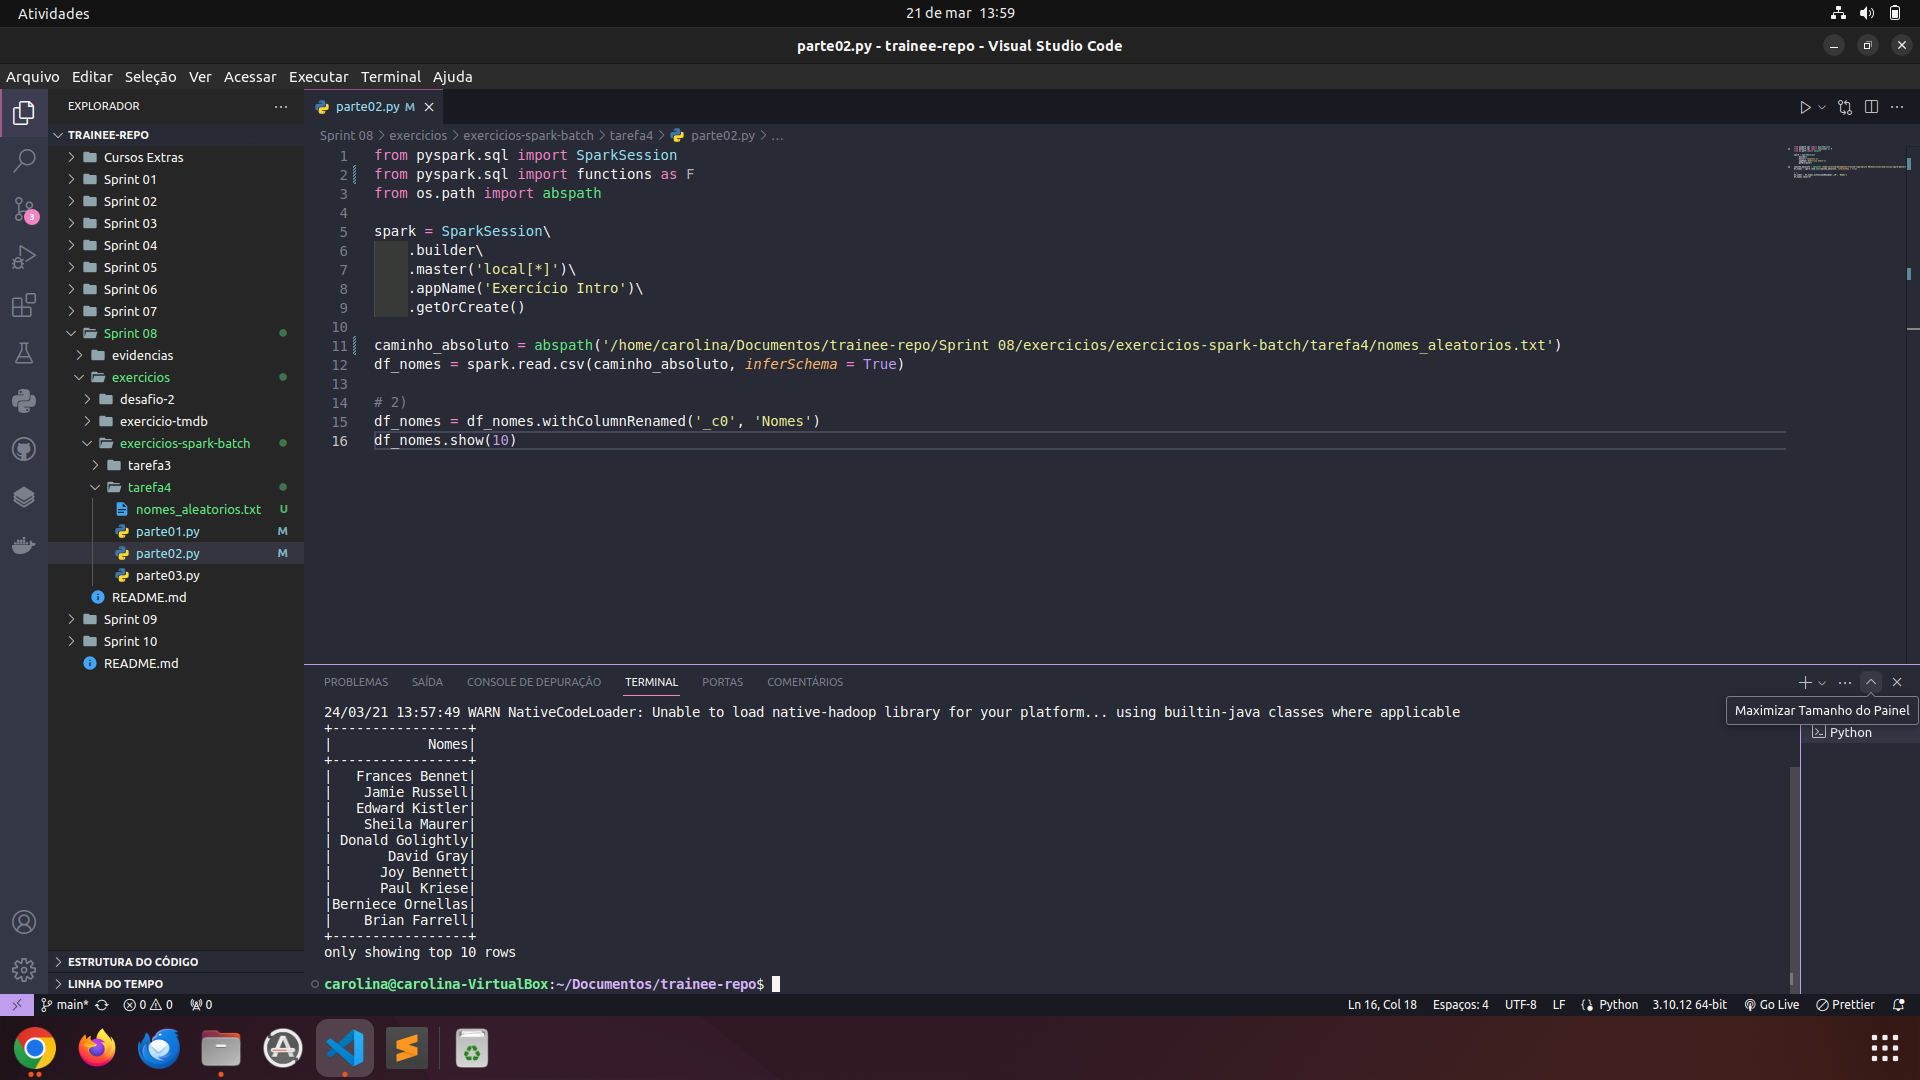 Atividades
21 de mar 13:59
parte02.py - trainee-repo - Visual Studio Code
Arquivo Editar Seleção Ver Acessar Executar Terminal Ajuda
EXPLORADOR
TRAINEE-REPO
Cursos Extras
Sprint 01
Sprint 02
3
Sprint 03
Sprint 04
Sprint 05
Sprint 06
Sprint 07
Sprint 08
evidencias
exercicios
desafio-2
exercicio-tmdb
exercicios-spark-batch
tarefa3
tarefa4
nomes_aleatorios.txt U
parte01.py M
parte02.py M
parte03.py
README.md
Sprint 09
Sprint 10
README.md
ESTRUTURA DO CÓDIGO
LINHA DO TEMPO
parte02.py M
Sprint 08 > exercicios > exercicios-spark-batch > tarefa4 > parte02.py > ...
1 from pyspark.sql import SparkSession
2 from pyspark.sql import functions as F
3 from os.path import abspath
4
5 spark = SparkSession\
6 .builder\
7 .master('local[*]')\
8 .appName('Exercício Intro')\
9 .getOrCreate()
10
11 caminho_absoluto = abspath('/home/carolina/Documentos/trainee-repo/Sprint 08/exercicios/exercicios-spark-batch/tarefa4/nomes_aleatorios.txt')
12 df_nomes = spark.read.csv(caminho_absoluto, inferSchema = True)
13
14 # 2)
15 df_nomes = df_nomes.withColumnRenamed('_c0', 'Nomes')
16 df_nomes.show(10)
PROBLEMAS SAÍDA CONSOLE DE DEPURAÇÃO TERMINAL PORTAS COMENTÁRIOS
Maximizar Tamanho do Painel
Python
24/03/21 13:57:49 WARN NativeCodeLoader: Unable to load native-hadoop library for your platform... using builtin-java classes where applicable
+-----------------+
|            Nomes|
+-----------------+
|   Frances Bennet|
|    Jamie Russell|
|   Edward Kistler|
|    Sheila Maurer|
| Donald Golightly|
|       David Gray|
|      Joy Bennett|
|      Paul Kriese|
|Berniece Ornellas|
|    Brian Farrell|
+-----------------+
only showing top 10 rows
carolina@carolina-VirtualBox:~/Documentos/trainee-repo$
main* 0 0 0
Ln 16, Col 18 Espaços: 4 UTF-8 LF Python 3.10.12 64-bit Go Live Prettier